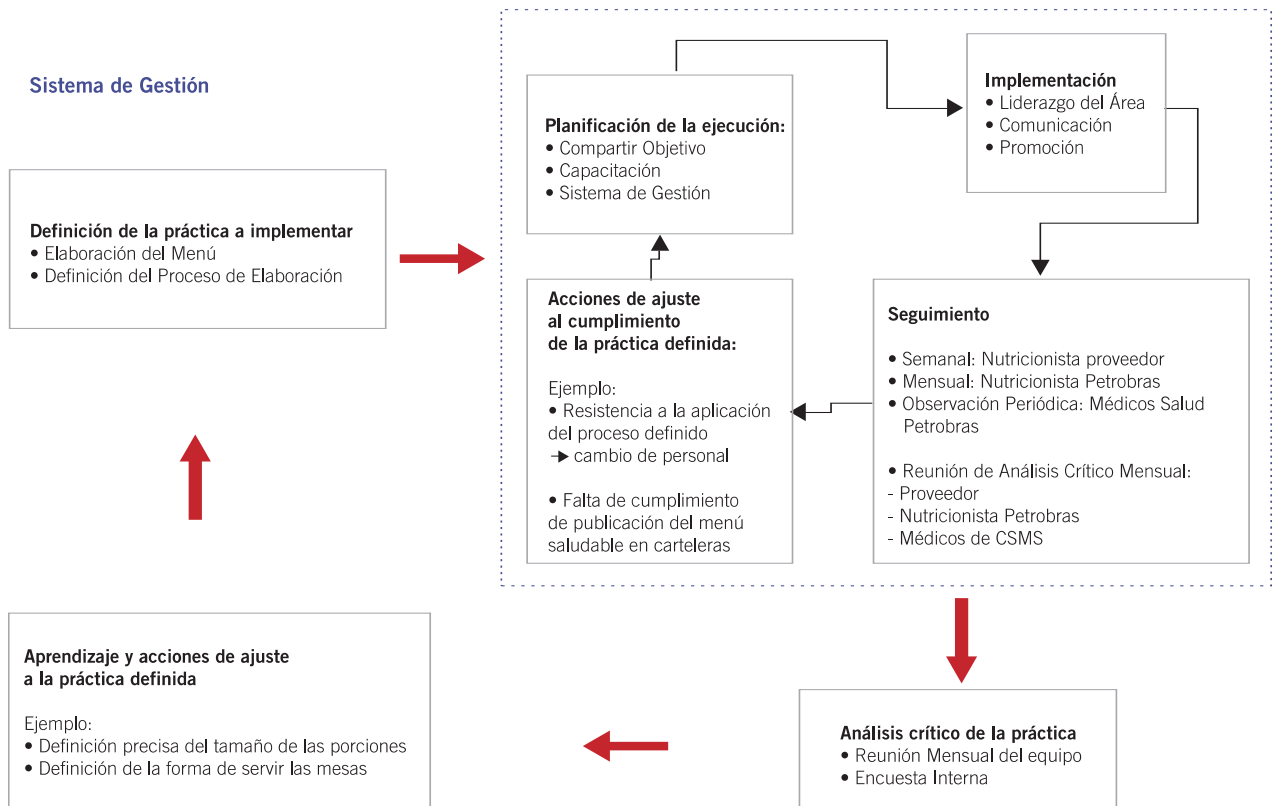 Sistema de Gestión
Definición de la práctica a implementar
• Elaboración del Menú
• Definición del Proceso de Elaboración
Planificación de la ejecución:
• Compartir Objetivo
• Capacitación
• Sistema de Gestión
Implementación
• Liderazgo del Área
• Comunicación
• Promoción
Seguimiento
• Semanal: Nutricionista proveedor
• Mensual: Nutricionista Petrobras
• Observación Periódica: Médicos Salud
Petrobras
• Reunión de Análisis Crítico Mensual:
- Proveedor
- Nutricionista Petrobras
- Médicos de CSMS
Acciones de ajuste
al cumplimiento
de la práctica definida:
Ejemplo:
• Resistencia a la aplicación
del proceso definido
→ cambio de personal
• Falta de cumplimiento
de publicación del menú
saludable en carteleras
Análisis crítico de la práctica
• Reunión Mensual del equipo
• Encuesta Interna
Aprendizaje y acciones de ajuste
a la práctica definida
Ejemplo:
• Definición precisa del tamaño de las porciones
• Definición de la forma de servir las mesas